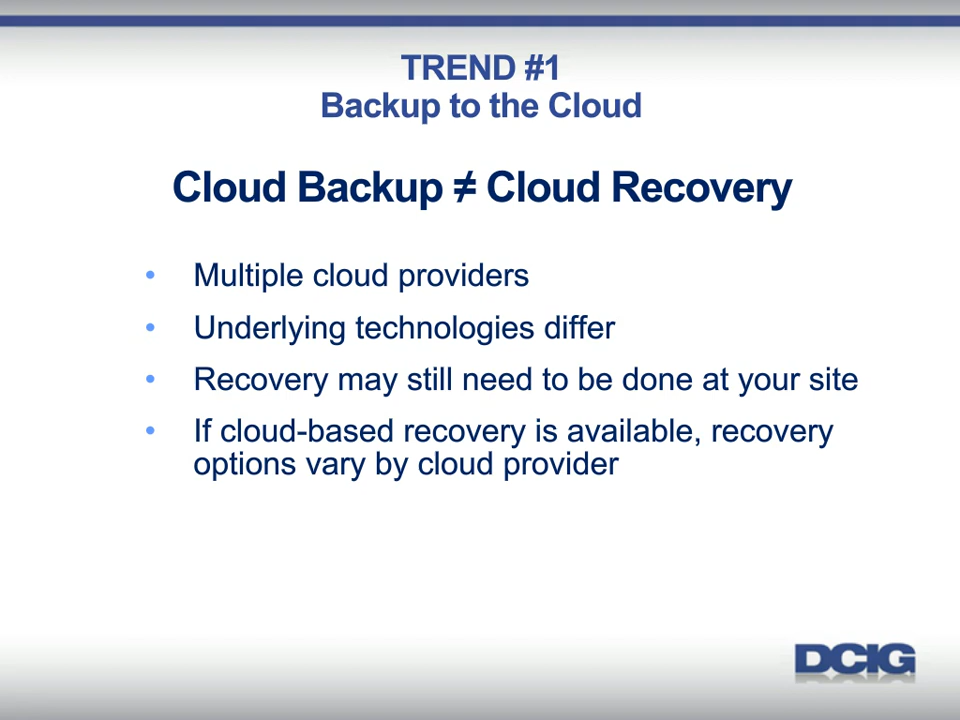 TREND #1
Backup to the Cloud
Cloud Backup ≠ Cloud Recovery
• Multiple cloud providers
• Underlying technologies differ
• Recovery may still need to be done at your site
• If cloud-based recovery is available, recovery
options vary by cloud provider
DCIG